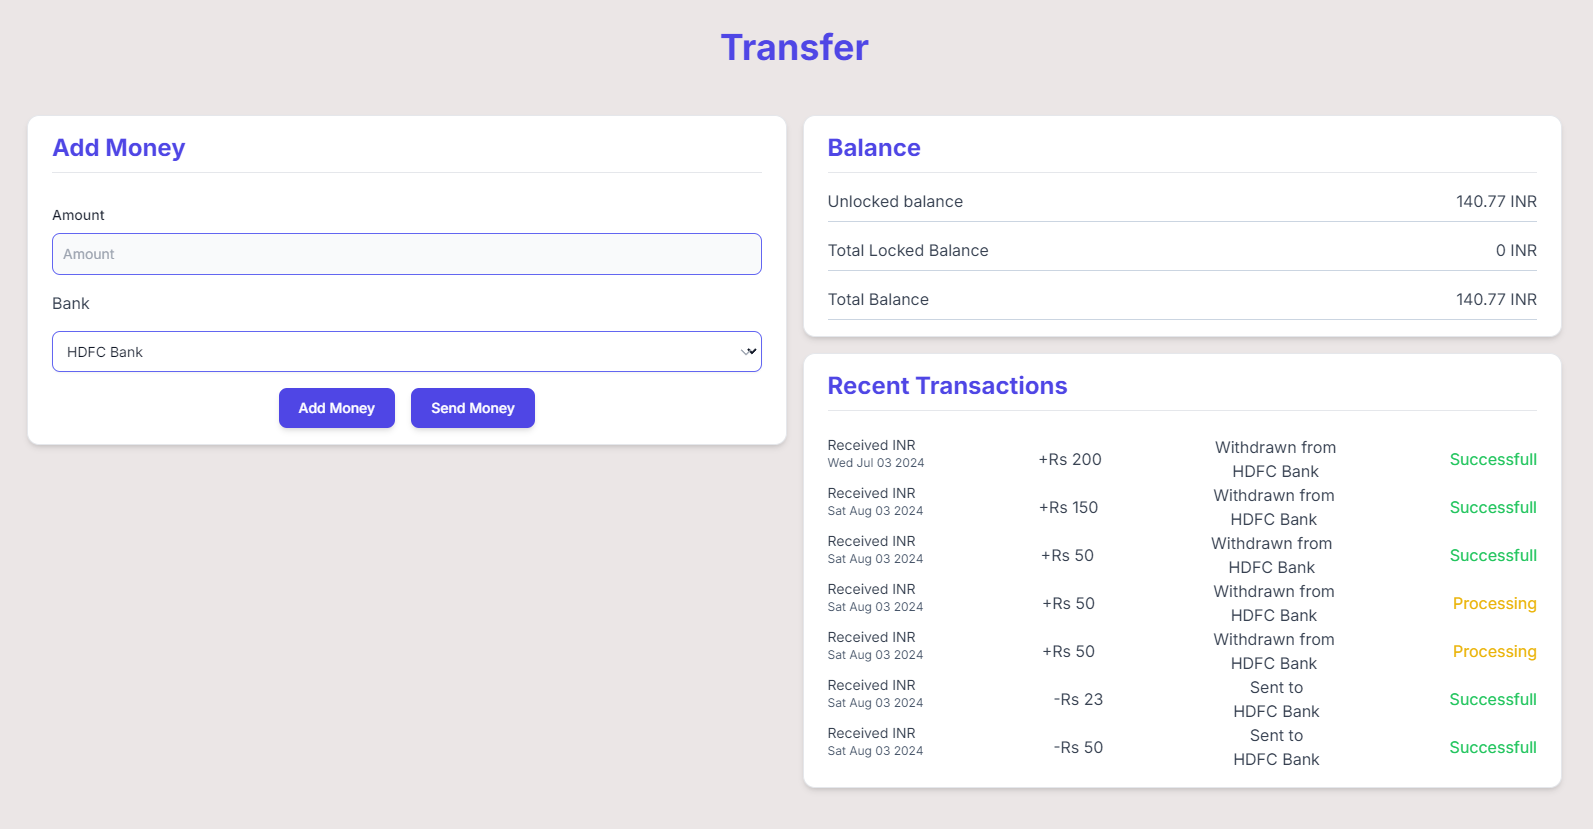 Transfer
Add Money
Amount
Amount
Bank
HDFC Bank
Add Money
Send Money
Balance
Unlocked balance 140.77 INR
Total Locked Balance 0 INR
Total Balance 140.77 INR
Recent Transactions
Received INR
Wed Jul 03 2024
+Rs 200
Withdrawn from
HDFC Bank
Successfull
Received INR
Sat Aug 03 2024
+Rs 150
Withdrawn from
HDFC Bank
Successfull
Received INR
Sat Aug 03 2024
+Rs 50
Withdrawn from
HDFC Bank
Successfull
Received INR
Sat Aug 03 2024
+Rs 50
Withdrawn from
HDFC Bank
Processing
Received INR
Sat Aug 03 2024
+Rs 50
Withdrawn from
HDFC Bank
Processing
Received INR
Sat Aug 03 2024
-Rs 23
Sent to
HDFC Bank
Successfull
Received INR
Sat Aug 03 2024
-Rs 50
Sent to
HDFC Bank
Successfull